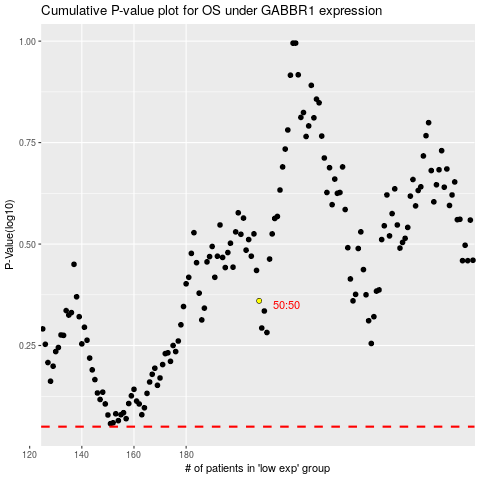 Cumulative P-value plot for OS under GABBR1 expression
P-Value(log10)
1.00
0.75
0.50
0.25
50:50
120 140 160 180
# of patients in 'low exp' group